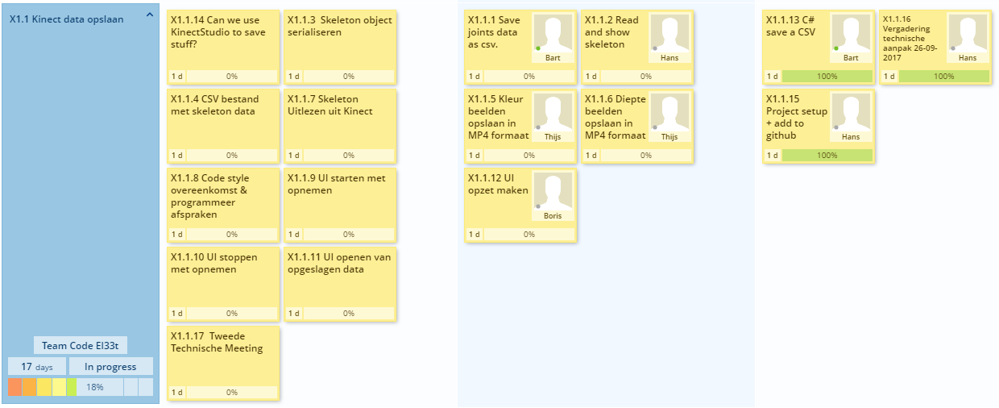 X1.1 Kinect data opslaan
Team Code El33t
17 days
In progress
18%
X1.1.14 Can we use
KinectStudio to save
stuff?
1 d
0%
X1.1.3 Skeleton object
serialiseren
1 d
0%
X1.1.4 CSV bestand
met skeleton data
1 d
0%
X1.1.7 Skeleton
Uitlezen uit Kinect
1 d
0%
X1.1.8 Code style
overeenkomst &
programmeer
afspraken
1 d
0%
X1.1.9 UI starten met
opnemen
1 d
0%
X1.1.10 UI stoppen
met opnemen
1 d
0%
X1.1.11 UI openen van
opgeslagen data
1 d
0%
X1.1.17 Tweede
Technische Meeting
1 d
0%
X1.1.1 Save
joints data
as csv.
Bart
1 d
0%
X1.1.2 Read
and show
skeleton
Hans
1 d
0%
X1.1.5 Kleur
beelden
opslaan in
MP4 formaat
Thijs
1 d
0%
X1.1.6 Diepte
beelden
opslaan in
MP4 formaat
Thijs
1 d
0%
X1.1.12 UI
opzet maken
Boris
1 d
0%
X1.1.13 C#
save a CSV
Bart
1 d
100%
X1.1.16
Vergadering
technische
aanpak 26-09-
2017
Hans
1 d
100%
X1.1.15
Project setup
+ add to
github
Hans
1 d
100%